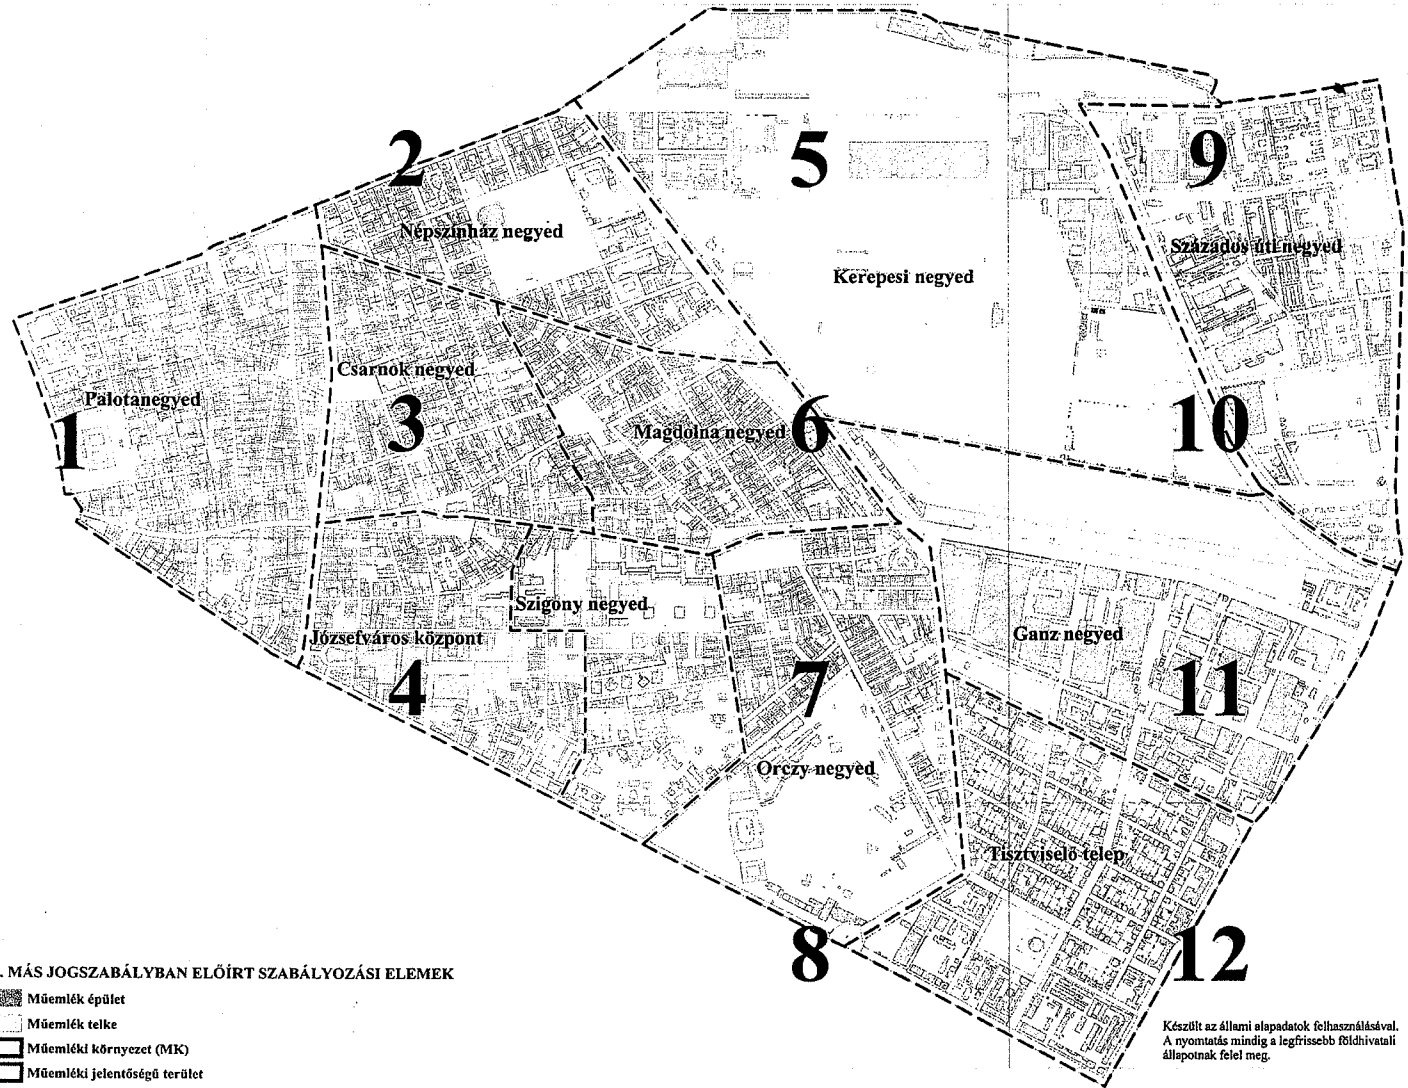 2
5
9
Népszínház negyed
Százados úti negyed
Kerepesi negyed
Csarnok negyed
Palotanegyed
1
3
Magdolna negyed
6
10
Szigony negyed
Józsefváros központ
Ganz negyed
4
7
11
Orczy negyed
Tisztviselő telep
8
12
. MÁS JOGSZABÁLYBAN ELŐÍRT SZABÁLYOZÁSI ELEMEK
Műemlék épület
Műemlék telke
Műemléki környezet (MK)
Műemléki jelentőségű terület
Készült az állami alapadatok felhasználásával.
A nyomtatás mindig a legfrissebb földhivatali
állapotnak felel meg.